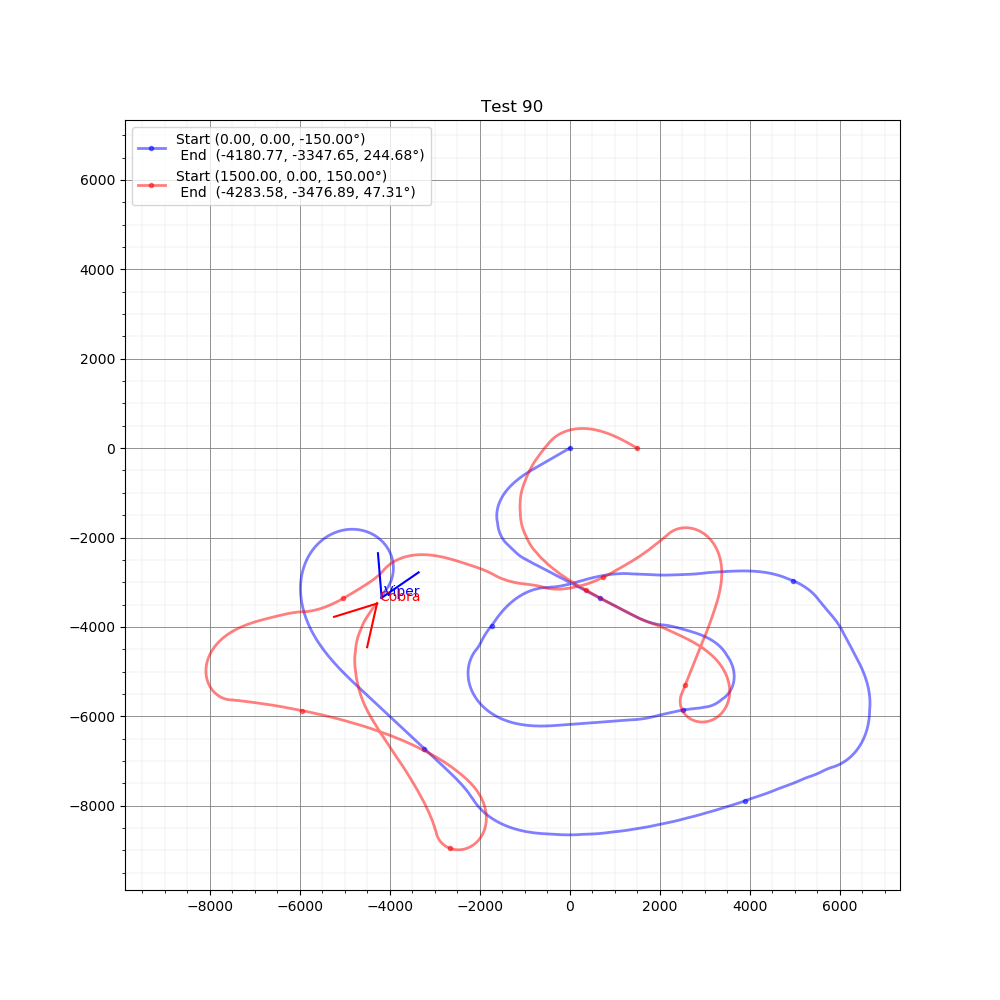 Test 90
Start (0.00, 0.00, -150.00°)
End  (-4180.77, -3347.65, 244.68°)
Start (1500.00, 0.00, 150.00°)
End  (-4283.58, -3476.89, 47.31°)
6000
4000
2000
0
−2000
−4000
−6000
−8000
Viper
Cobra
−8000 −6000 −4000 −2000 0 2000 4000 6000